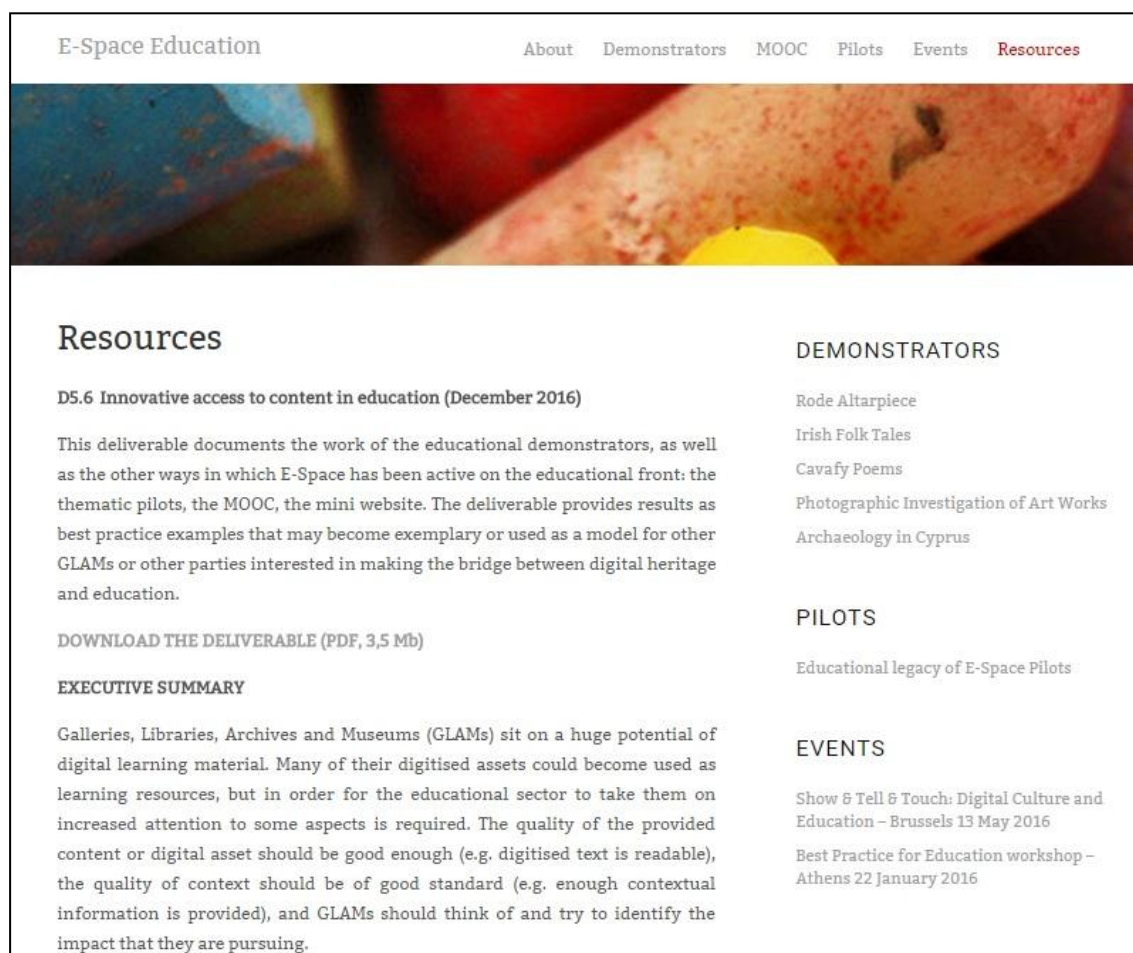 E-Space Education
About Demonstrators MOOC Pilots Events Resources
Resources
D5.6 Innovative access to content in education (December 2016)
This deliverable documents the work of the educational demonstrators, as well
as the other ways in which E-Space has been active on the educational front: the
thematic pilots, the MOOC, the mini website. The deliverable provides results as
best practice examples that may become exemplary or used as a model for other
GLAMs or other parties interested in making the bridge between digital heritage
and education.
DOWNLOAD THE DELIVERABLE (PDF, 3,5 Mb)
EXECUTIVE SUMMARY
Galleries, Libraries, Archives and Museums (GLAMs) sit on a huge potential of
digital learning material. Many of their digitised assets could become used as
learning resources, but in order for the educational sector to take them on
increased attention to some aspects is required. The quality of the provided
content or digital asset should be good enough (e.g. digitised text is readable),
the quality of context should be of good standard (e.g. enough contextual
information is provided), and GLAMs should think of and try to identify the
impact that they are pursuing.
DEMONSTRATORS
Rode Altarpiece
Irish Folk Tales
Cavafy Poems
Photographic Investigation of Art Works
Archaeology in Cyprus
PILOTS
Educational legacy of E-Space Pilots
EVENTS
Show & Tell & Touch: Digital Culture and
Education – Brussels 13 May 2016
Best Practice for Education workshop –
Athens 22 January 2016